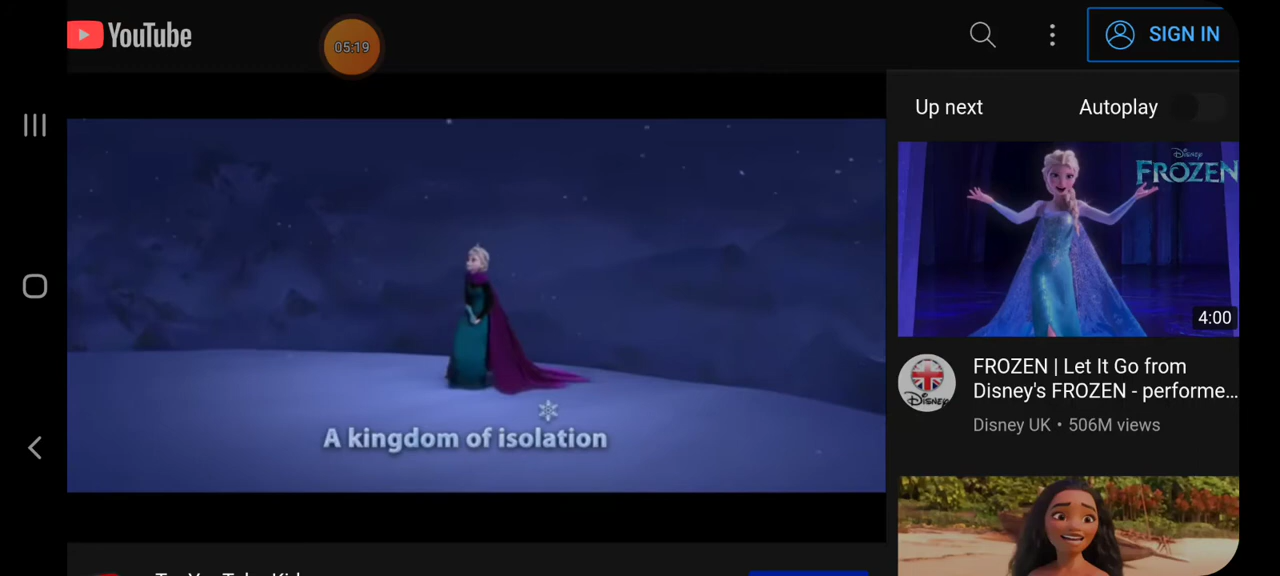 YouTube
05:19
SIGN IN
Up next
Autoplay
Disney
FROZEN
4:00
FROZEN | Let It Go from
Disney's FROZEN - performe...
Disney
Disney UK • 506M views
A kingdom of isolation